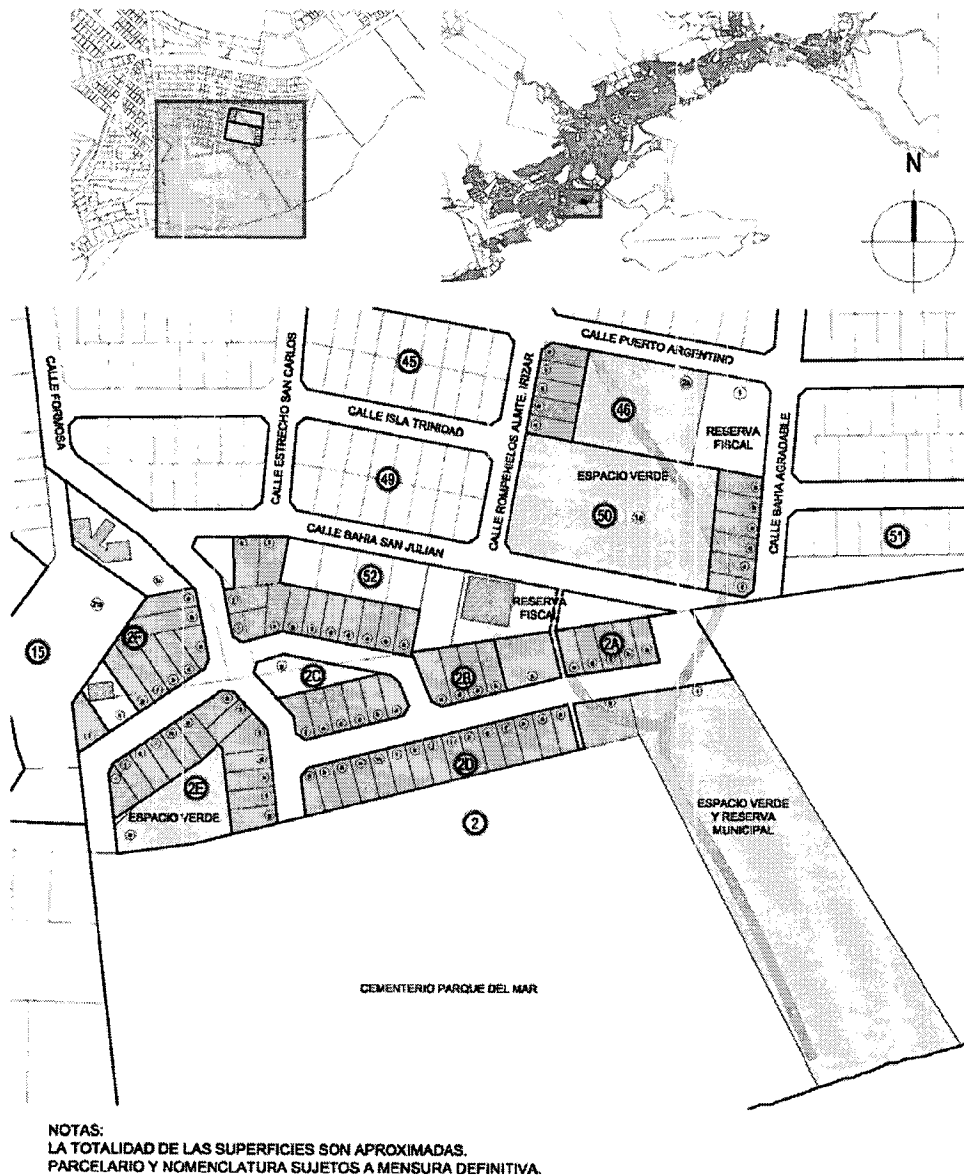 N
CALLE FORMOSA
CALLE ESTRECHO SAN CARLOS
45
CALLE ISLA TRINIDAD
CALLE ROMPEHIELOS ALMTE. IRIZAR
CALLE PUERTO ARGENTINO
46
RESERVA
FISCAL
CALLE BAHIA AGRADABLE
49
ESPACIO VERDE
50
51
CALLE BAHIA SAN JULIAN
52
RESERVA
FISCAL
15
2F
2C
2B
2A
2D
2E
ESPACIO VERDE
2
ESPACIO VERDE
Y RESERVA
MUNICIPAL
CEMENTERIO PARQUE DEL MAR
NOTAS:
LA TOTALIDAD DE LAS SUPERFICIES SON APROXIMADAS.
PARCELARIO Y NOMENCLATURA SUJETOS A MENSURA DEFINITIVA.